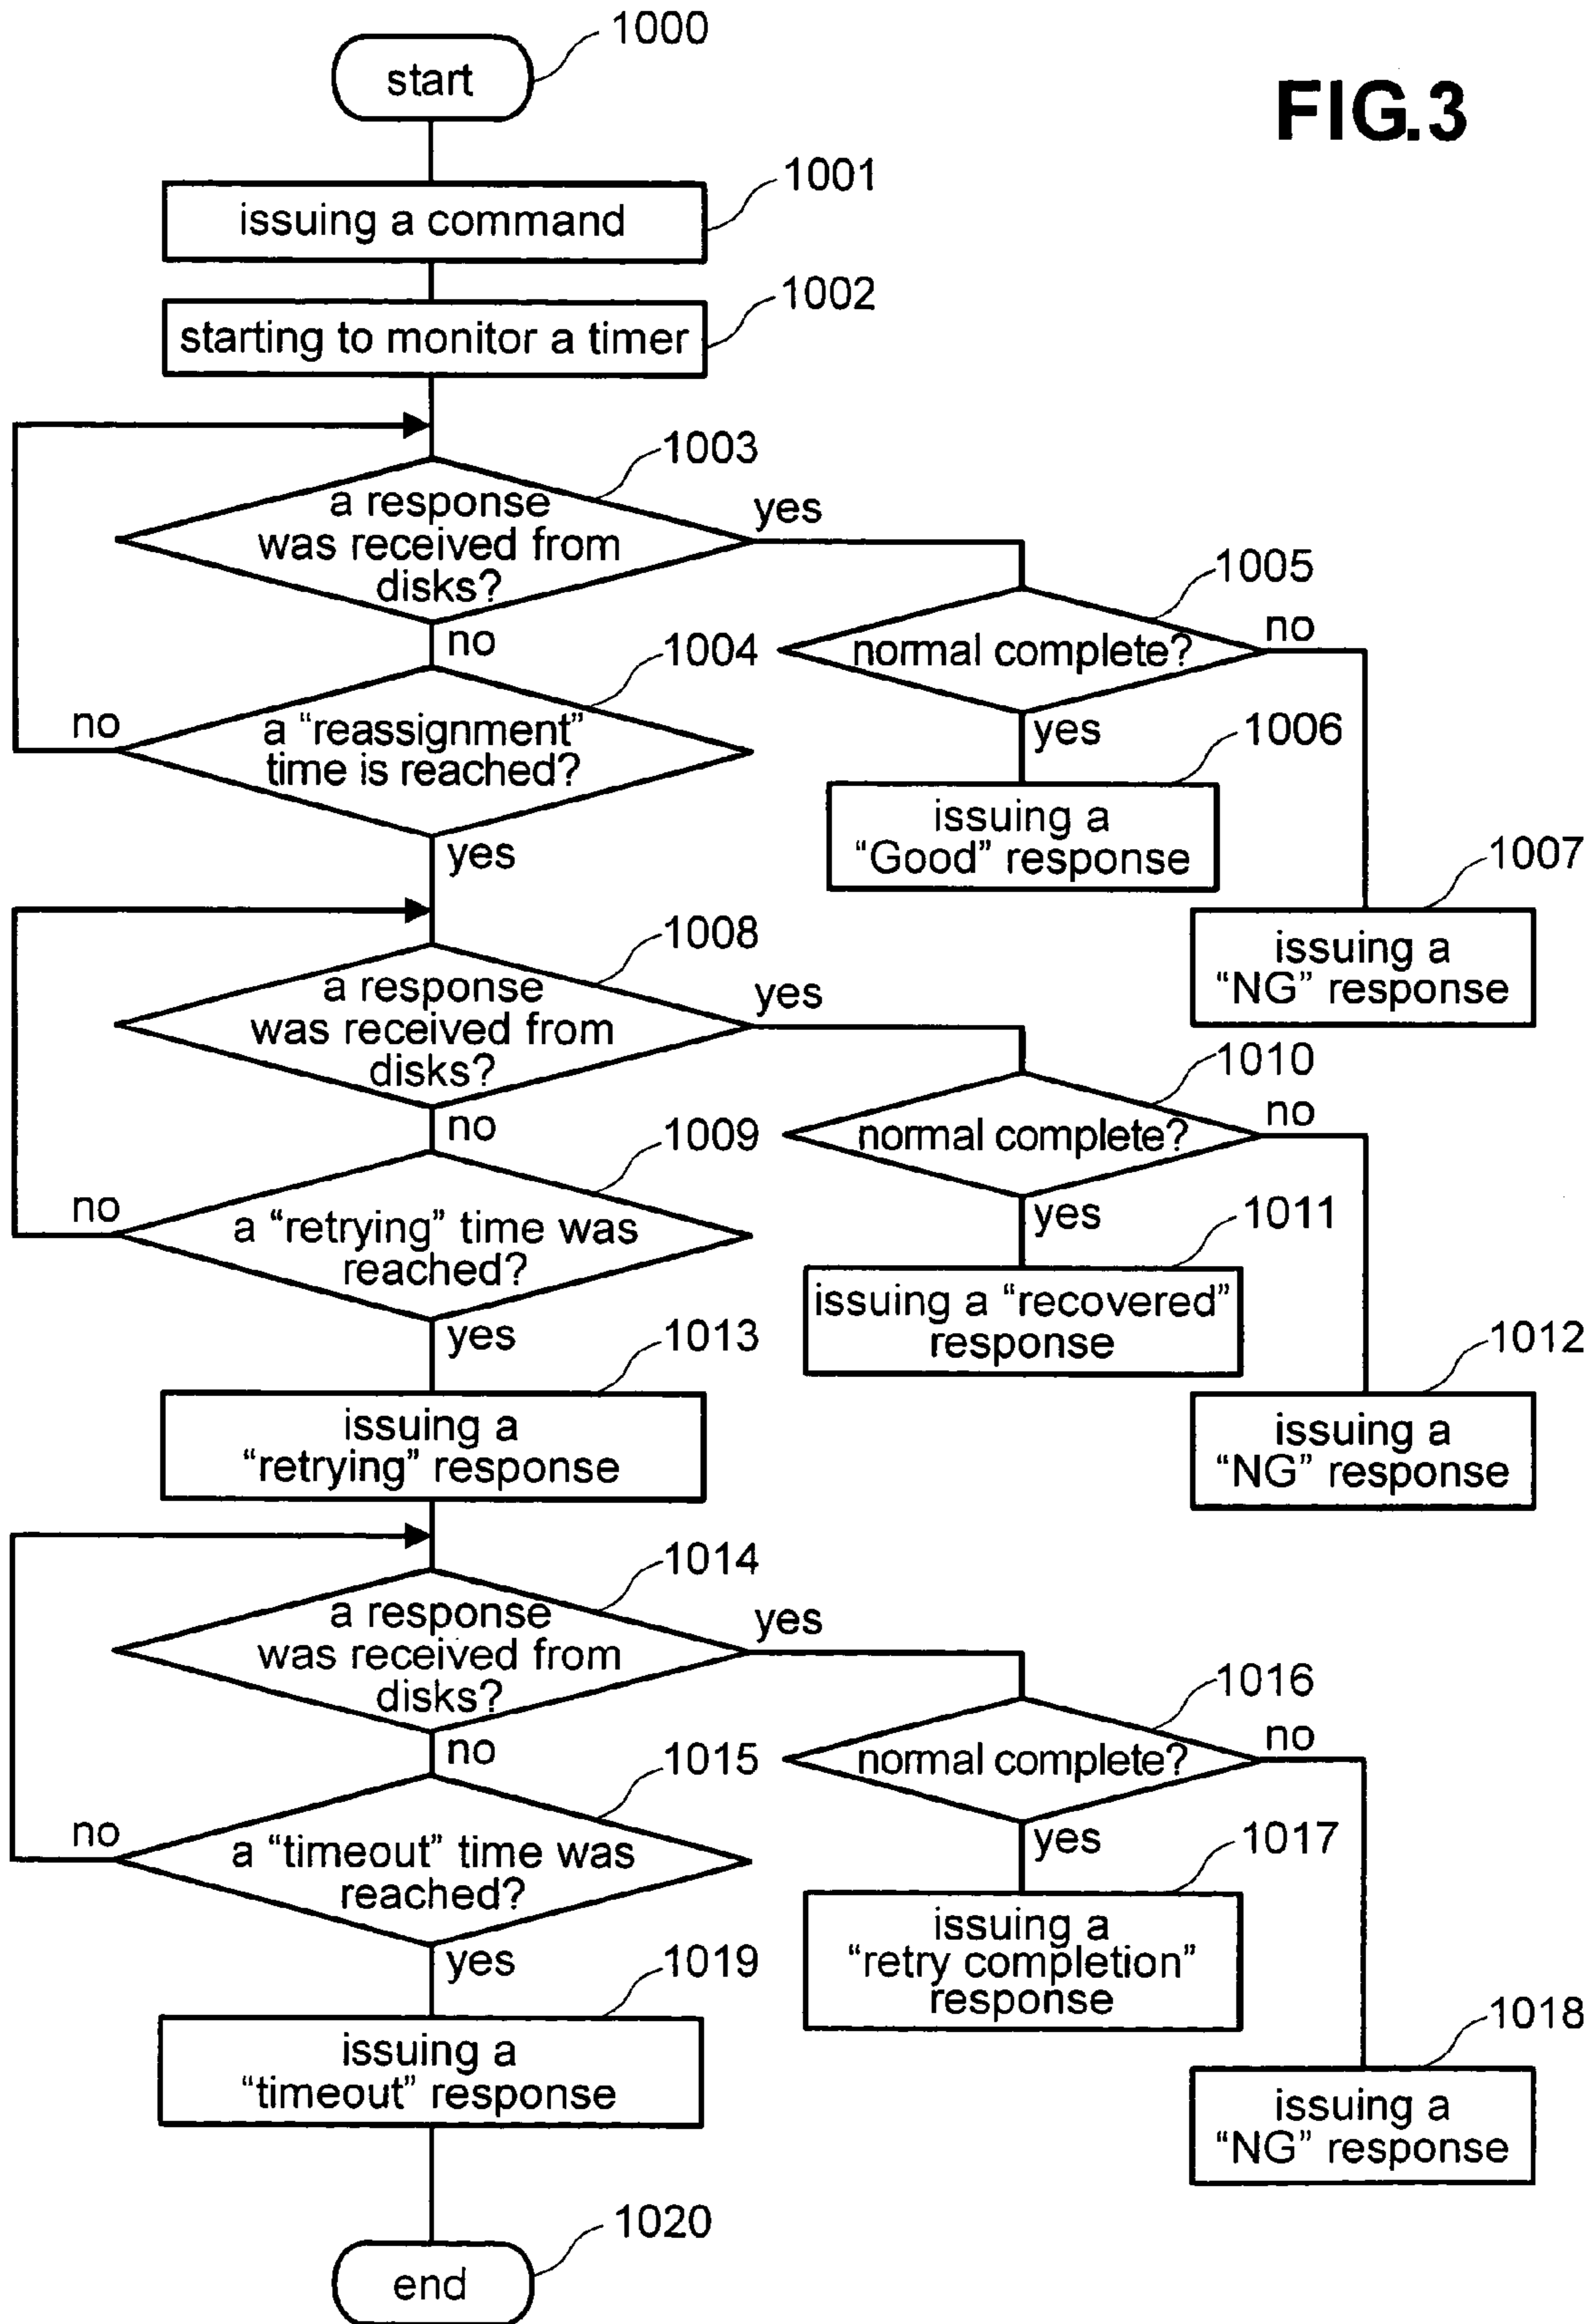 1000
start
FIG.3
1001
issuing a command
1002
starting to monitor a timer
1003
a response
was received from
disks?
yes
no
1005
normal complete?
no
1004
a “reassignment”
time is reached?
no
yes
yes
1006
issuing a
“Good” response
1007
issuing a
“NG” response
1008
a response
was received from
disks?
yes
no
1010
normal complete?
no
1009
a “retrying” time was
reached?
no
yes
yes
1011
issuing a “recovered”
response
1012
issuing a
“NG” response
1013
issuing a
“retrying” response
1014
a response
was received from
disks?
yes
no
1016
normal complete?
no
1015
a “timeout” time was
reached?
no
yes
yes
1017
issuing a
“retry completion”
response
1018
issuing a
“NG” response
1019
issuing a
“timeout” response
1020
end